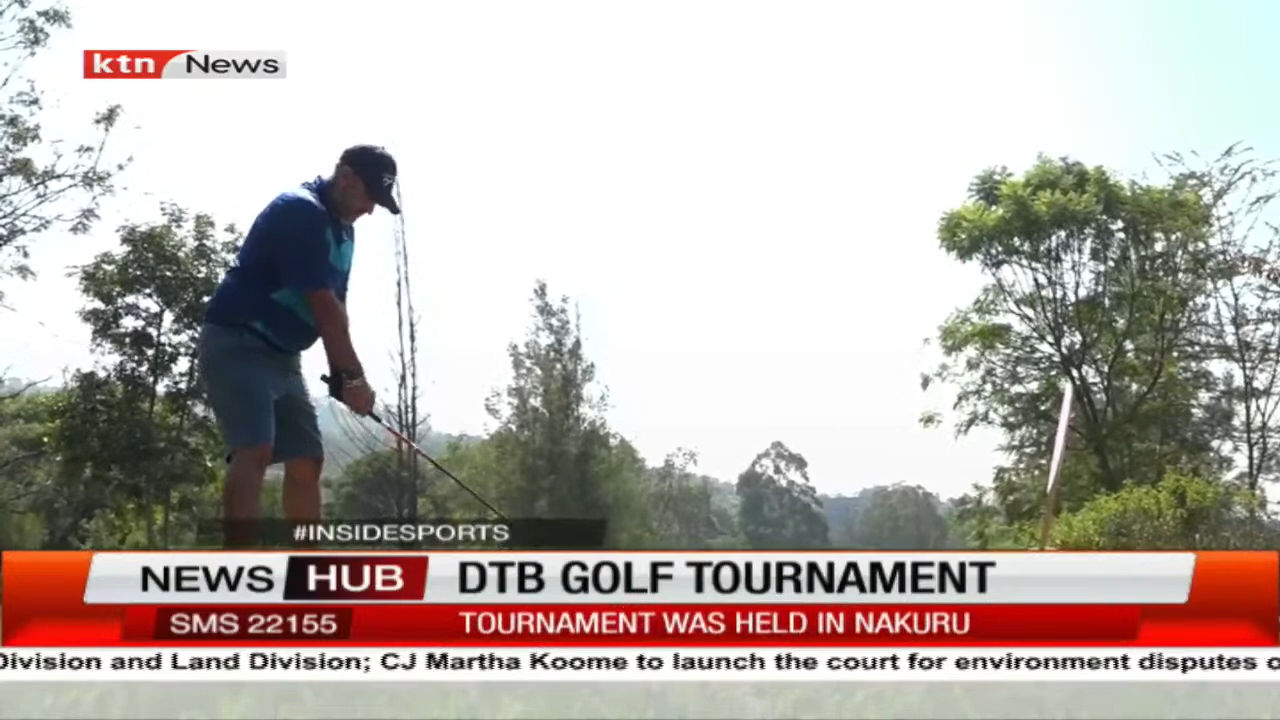 ktn News
#INSIDESPORTS
NEWS HUB DTB GOLF TOURNAMENT
SMS 22155 TOURNAMENT WAS HELD IN NAKURU
Division and Land Division; CJ Martha Koome to launch the court for environment disputes